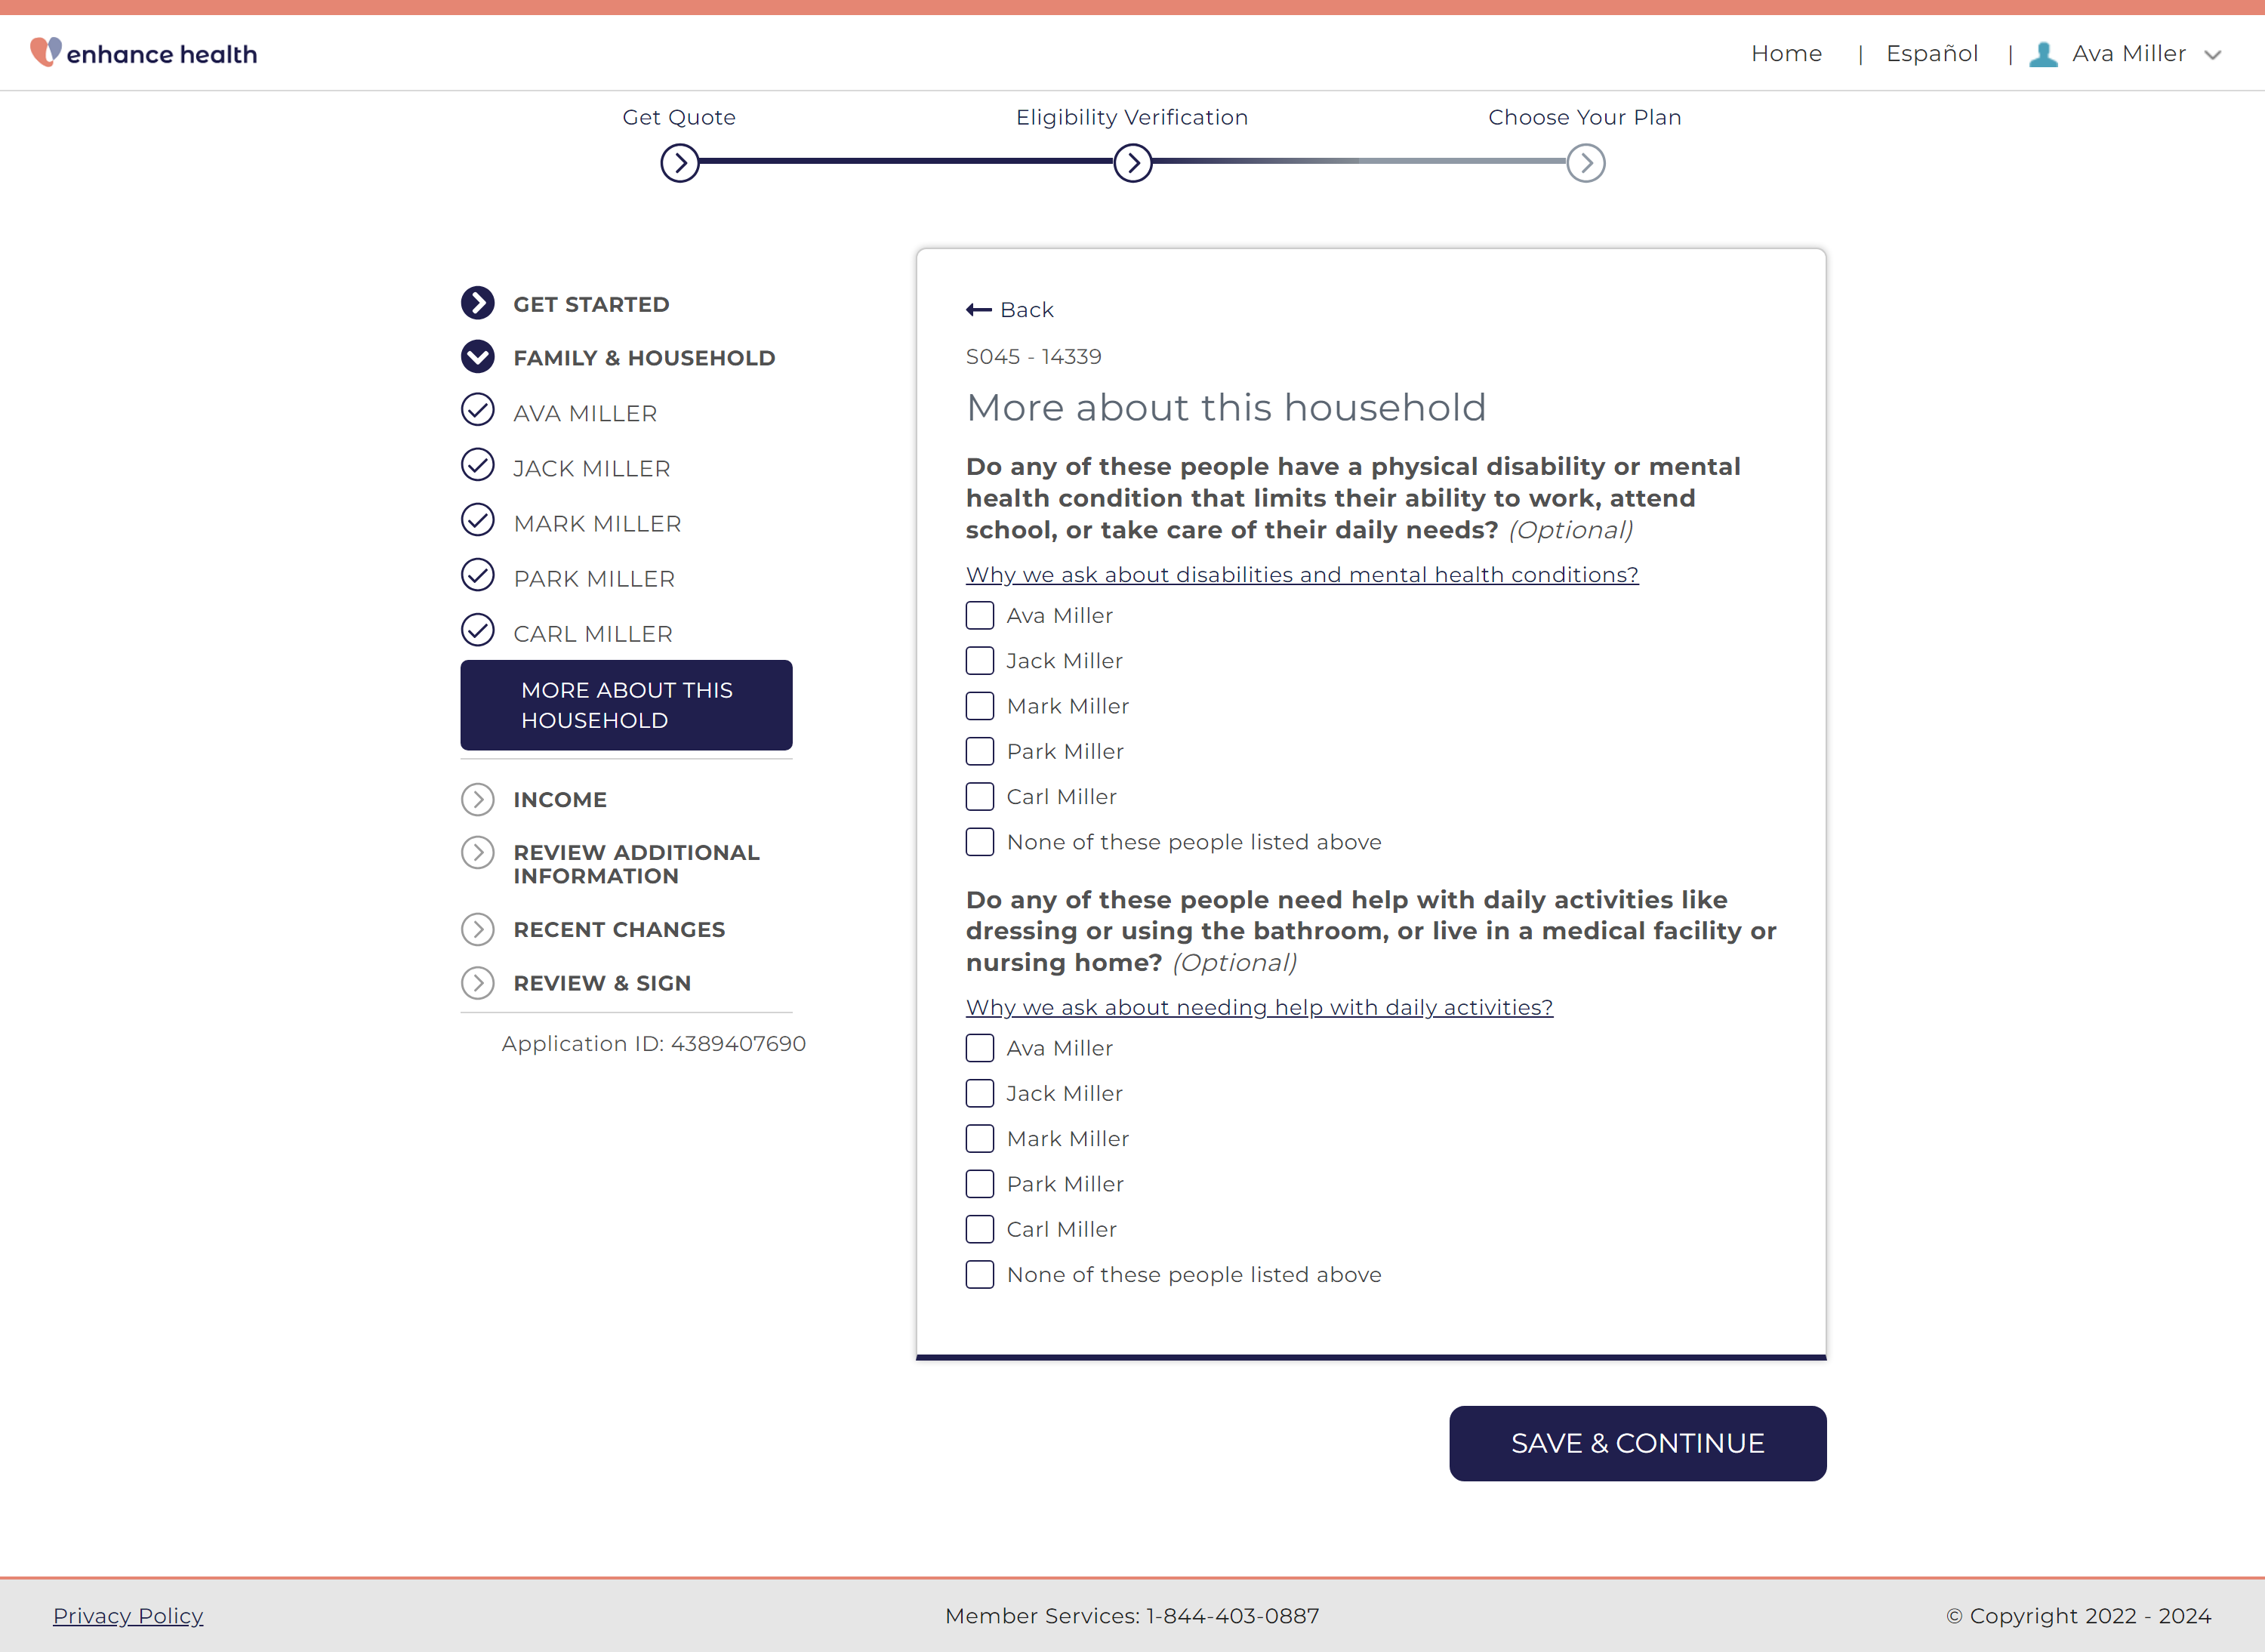 enhance health
Home | Español | Ava Miller
Get Quote
Eligibility Verification
Choose Your Plan
GET STARTED
FAMILY & HOUSEHOLD
AVA MILLER
JACK MILLER
MARK MILLER
PARK MILLER
CARL MILLER
MORE ABOUT THIS
HOUSEHOLD
INCOME
REVIEW ADDITIONAL
INFORMATION
RECENT CHANGES
REVIEW & SIGN
Application ID: 4389407690
Back
S045 - 14339
More about this household
Do any of these people have a physical disability or mental
health condition that limits their ability to work, attend
school, or take care of their daily needs? (Optional)
Why we ask about disabilities and mental health conditions?
Ava Miller
Jack Miller
Mark Miller
Park Miller
Carl Miller
None of these people listed above
Do any of these people need help with daily activities like
dressing or using the bathroom, or live in a medical facility or
nursing home? (Optional)
Why we ask about needing help with daily activities?
Ava Miller
Jack Miller
Mark Miller
Park Miller
Carl Miller
None of these people listed above
SAVE & CONTINUE
Privacy Policy
Member Services: 1-844-403-0887
© Copyright 2022 - 2024